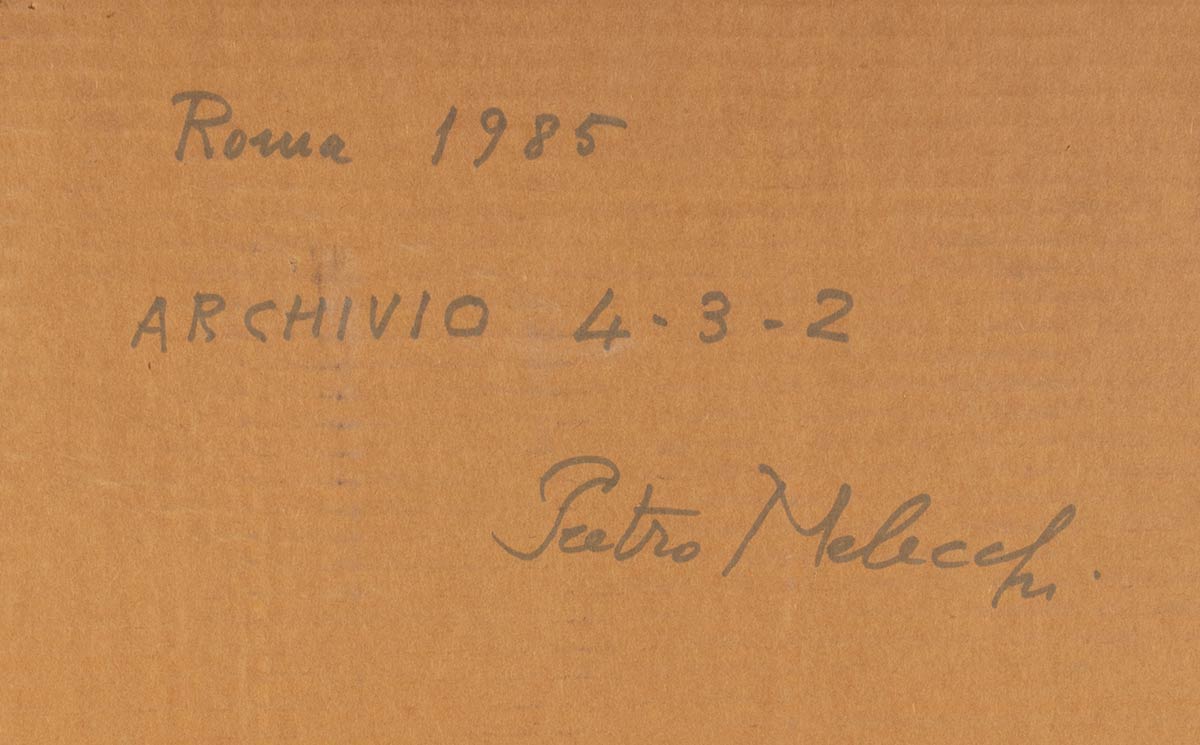 Roma 1985
ARCHIVIO 4-3-2
Pietro Melecchi